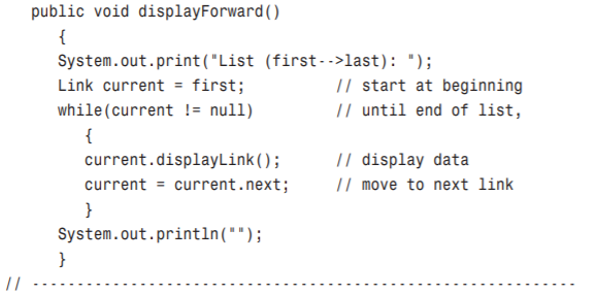 public void displayForward()
{
System.out.print("List (first-->last): ");
Link current = first; // start at beginning
while(current != null) // until end of list,
{
current.displayLink(); // display data
current = current.next; // move to next link
}
System.out.println("");
}
// -------------------------------------------------------------